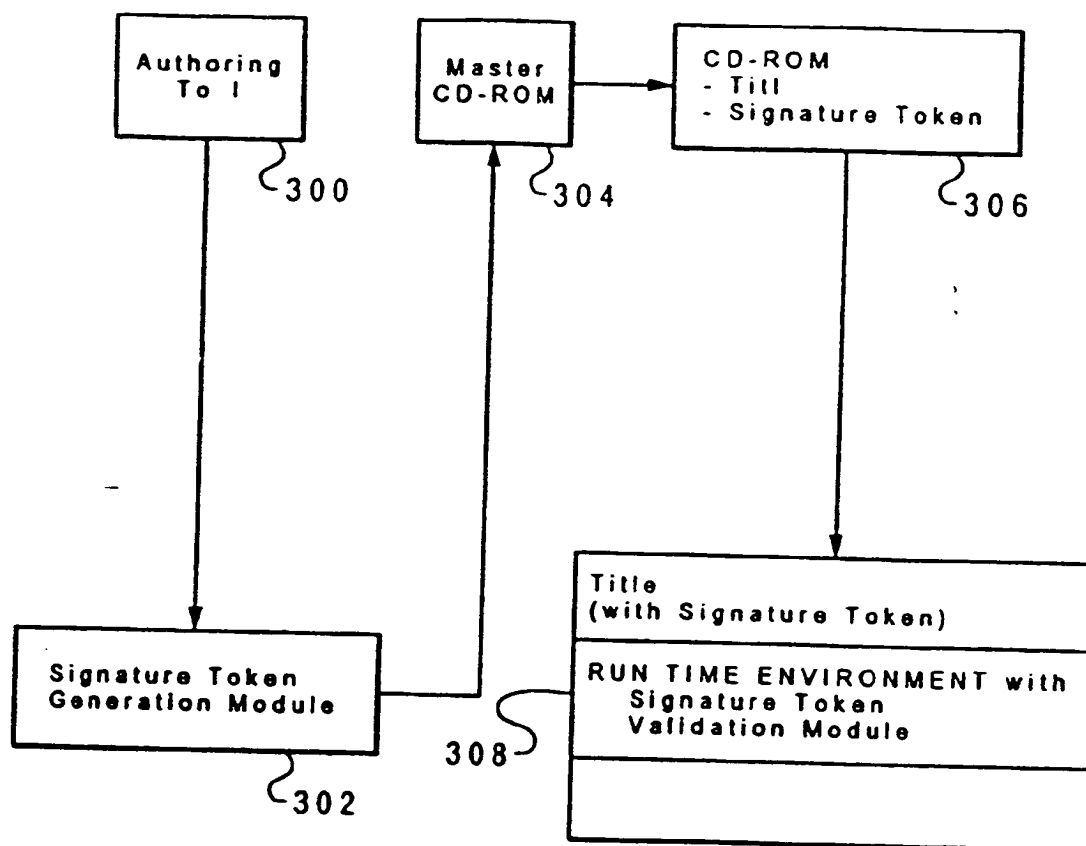 Authoring
To l
300
Master
CD-ROM
304
CD-ROM
- Titl
- Signature Token
306
Signature Token
Generation Module
302
Title
(with Signature Token)
RUN TIME ENVIRONMENT with
Signature Token
Validation Module
308